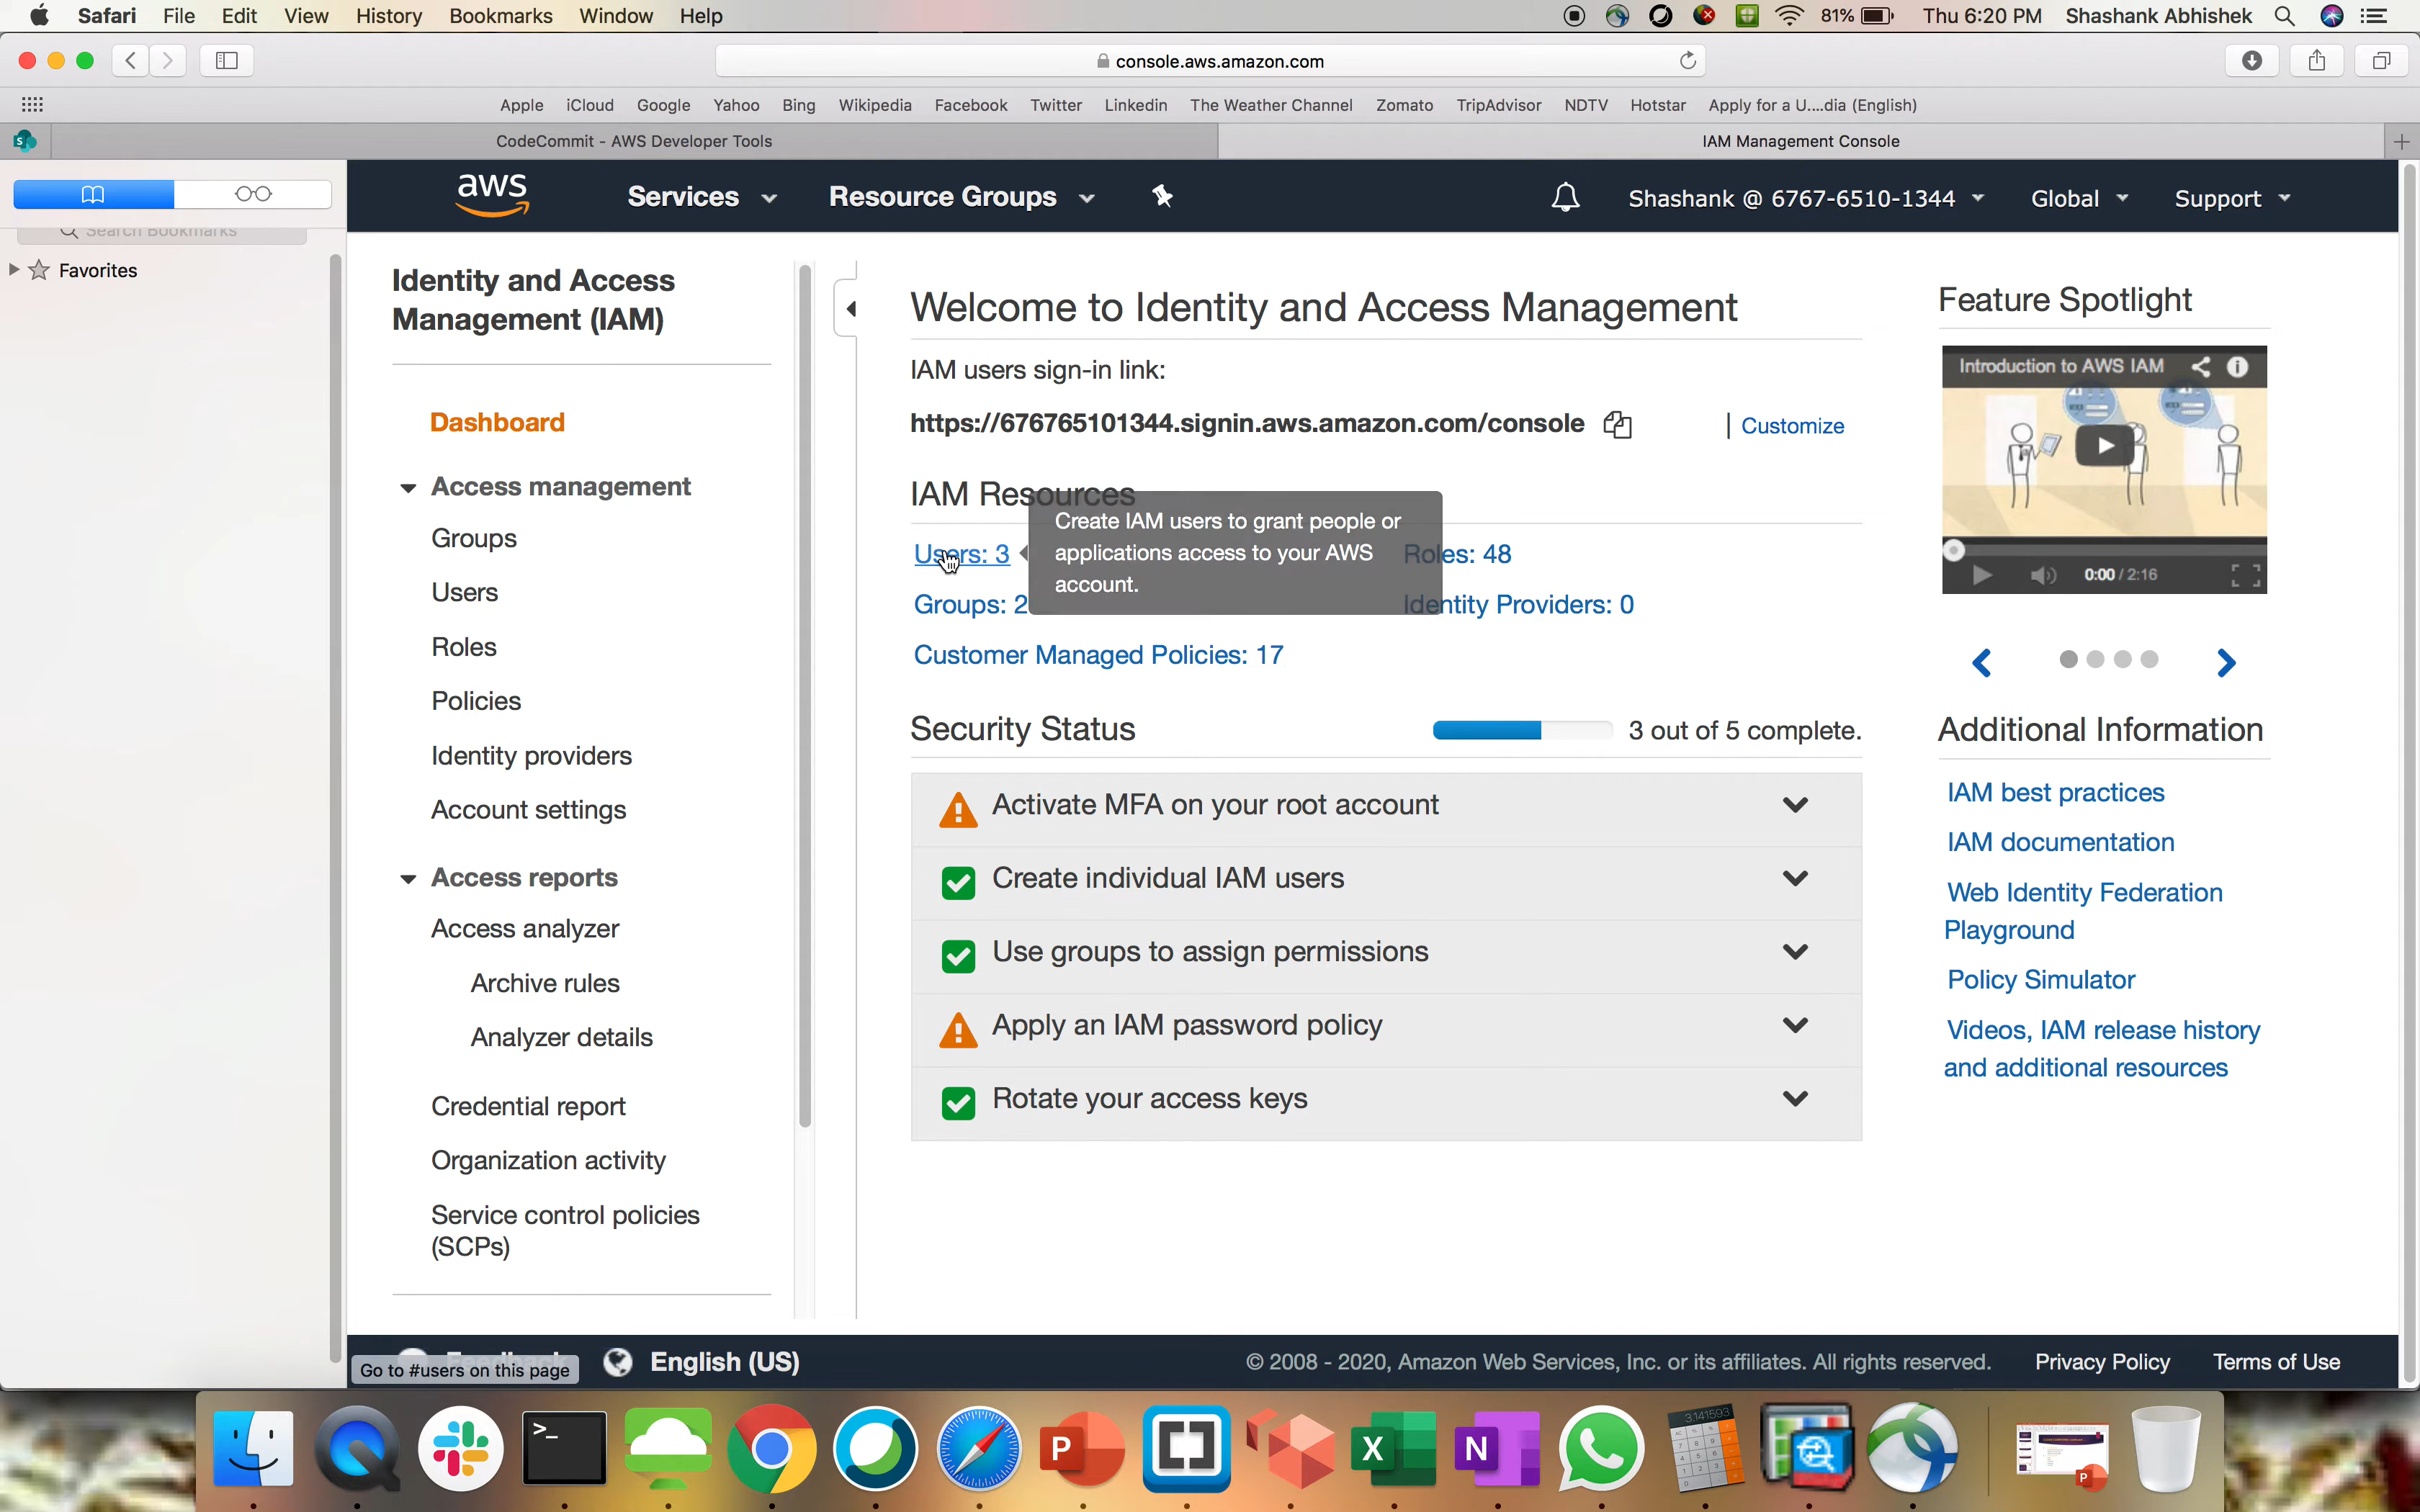 Safari File Edit View History Bookmarks Window Help 81% Thu 6:20 PM Shashank Abhishek
console.aws.amazon.com
Apple iCloud Google Yahoo Bing Wikipedia Facebook Twitter Linkedin The Weather Channel Zomato TripAdvisor NDTV Hotstar Apply for a U....dia (English)
S CodeCommit - AWS Developer Tools IAM Management Console
Search Bookmarks
Favorites
aws Services Resource Groups Shashank @ 6767-6510-1344 Global Support
Identity and Access
Management (IAM)
Dashboard
Access management
Groups
Users
Roles
Policies
Identity providers
Account settings
Access reports
Access analyzer
Archive rules
Analyzer details
Credential report
Organization activity
Service control policies
(SCPs)
Welcome to Identity and Access Management
IAM users sign-in link:
https://676765101344.signin.aws.amazon.com/console | Customize
IAM Resources
Users: 3 Roles: 48
Create IAM users to grant people or
applications access to your AWS
account.
Groups: 2 Identity Providers: 0
Customer Managed Policies: 17
Security Status 3 out of 5 complete.
Activate MFA on your root account
Create individual IAM users
Use groups to assign permissions
Apply an IAM password policy
Rotate your access keys
Feature Spotlight
Introduction to AWS IAM
0:00 / 2:16
Additional Information
IAM best practices
IAM documentation
Web Identity Federation
Playground
Policy Simulator
Videos, IAM release history
and additional resources
Feedback
Go to #users on this page
English (US) © 2008 - 2020, Amazon Web Services, Inc. or its affiliates. All rights reserved. Privacy Policy Terms of Use
>_ P X N 3.141593 P